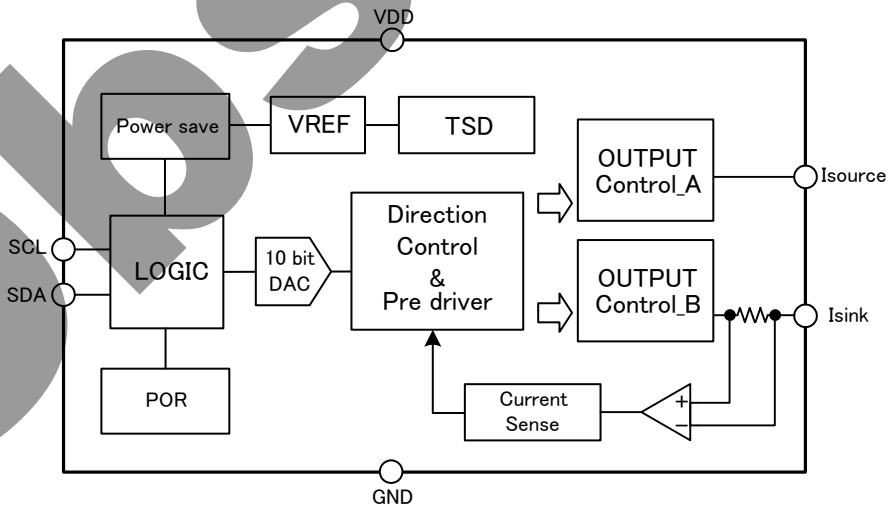 VDD
Power save
VREF
TSD
OUTPUT
Control_A
Isource
Direction
Control
&
Pre driver
SCL
SDA
LOGIC
10 bit
DAC
OUTPUT
Control_B
Isink
POR
Current
Sense
+
−
GND